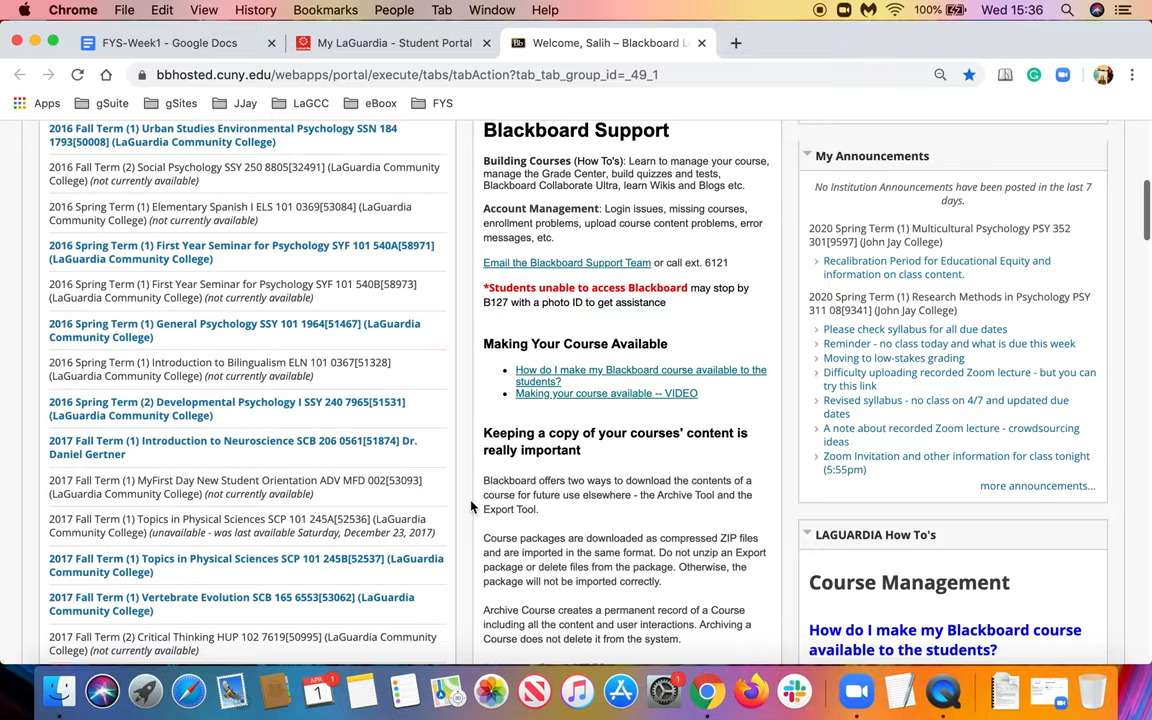 Chrome File Edit View History Bookmarks People Tab Window Help 100% Wed 15:36
FYS-Week1 - Google Docs
My LaGuardia - Student Portal
Welcome, Salih – Blackboard L
bbhosted.cuny.edu/webapps/portal/execute/tabs/tabAction?tab_tab_group_id=_49_1
Apps gSuite gSites JJay LaGCC eBoox FYS
2016 Fall Term (1) Urban Studies Environmental Psychology SSN 184
1793[50008] (LaGuardia Community College)
2016 Fall Term (2) Social Psychology SSY 250 8805[32491] (LaGuardia Community
College) (not currently available)
2016 Spring Term (1) Elementary Spanish I ELS 101 0369[53084] (LaGuardia
Community College) (not currently available)
2016 Spring Term (1) First Year Seminar for Psychology SYF 101 540A[58971]
(LaGuardia Community College)
2016 Spring Term (1) First Year Seminar for Psychology SYF 101 540B[58973]
(LaGuardia Community College) (not currently available)
2016 Spring Term (1) General Psychology SSY 101 1964[51467] (LaGuardia
Community College)
2016 Spring Term (1) Introduction to Bilingualism ELN 101 0367[51328]
(LaGuardia Community College) (not currently available)
2016 Spring Term (2) Developmental Psychology I SSY 240 7965[51531]
(LaGuardia Community College)
2017 Fall Term (1) Introduction to Neuroscience SCB 206 0561[51874] Dr.
Daniel Gertner
2017 Fall Term (1) MyFirst Day New Student Orientation ADV MFD 002[53093]
(LaGuardia Community College) (not currently available)
2017 Fall Term (1) Topics in Physical Sciences SCP 101 245A[52536] (LaGuardia
Community College) (unavailable - was last available Saturday, December 23, 2017)
2017 Fall Term (1) Topics in Physical Sciences SCP 101 245B[52537] (LaGuardia
Community College)
2017 Fall Term (1) Vertebrate Evolution SCB 165 6553[53062] (LaGuardia
Community College)
2017 Fall Term (2) Critical Thinking HUP 102 7619[50995] (LaGuardia Community
College) (not currently available)
Blackboard Support
Building Courses (How To's): Learn to manage your course,
manage the Grade Center, build quizzes and tests,
Blackboard Collaborate Ultra, learn Wikis and Blogs etc.
Account Management: Login issues, missing courses,
enrollment problems, upload course content problems, error
messages, etc.
Email the Blackboard Support Team or call ext. 6121
*Students unable to access Blackboard may stop by
B127 with a photo ID to get assistance
Making Your Course Available
• How do I make my Blackboard course available to the
students?
• Making your course available -- VIDEO
Keeping a copy of your courses' content is
really important
Blackboard offers two ways to download the contents of a
course for future use elsewhere - the Archive Tool and the
Export Tool.
Course packages are downloaded as compressed ZIP files
and are imported in the same format. Do not unzip an Export
package or delete files from the package. Otherwise, the
package will not be imported correctly.
Archive Course creates a permanent record of a Course
including all the content and user interactions. Archiving a
Course does not delete it from the system.
My Announcements
No Institution Announcements have been posted in the last 7
days.
2020 Spring Term (1) Multicultural Psychology PSY 352
301[9597] (John Jay College)
Recalibration Period for Educational Equity and
information on class content.
2020 Spring Term (1) Research Methods in Psychology PSY
311 08[9341] (John Jay College)
Please check syllabus for all due dates
Reminder - no class today and what is due this week
Moving to low-stakes grading
Difficulty uploading recorded Zoom lecture - but you can
try this link
Revised syllabus - no class on 4/7 and updated due
dates
A note about recorded Zoom lecture - crowdsourcing
ideas
Zoom Invitation and other information for class tonight
(5:55pm)
more announcements...
LAGUARDIA How To's
Course Management
How do I make my Blackboard course
available to the students?
1
1